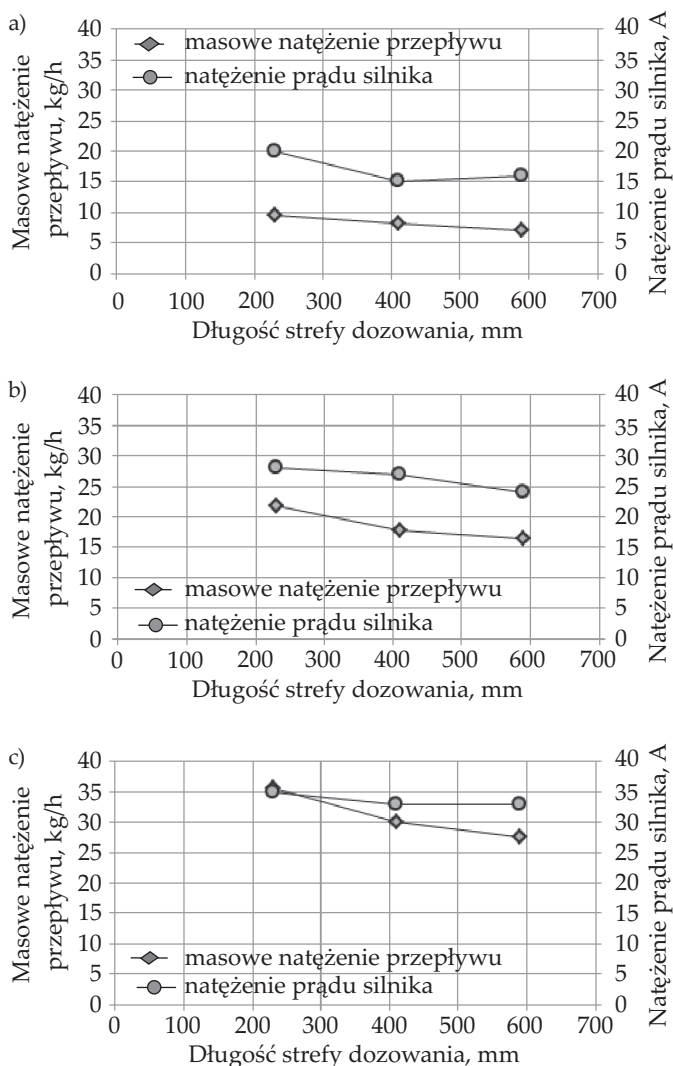 a)
Masowe natężenie
przepływu, kg/h
40
35
30
25
20
15
10
5
0
masowe natężenie przepływu
natężenie prądu silnika
40
35
30
25
20
15
10
5
0
Natężenie prądu silnika, A
0 100 200 300 400 500 600 700
Długość strefy dozowania, mm
b)
Masowe natężenie
przepływu, kg/h
40
35
30
25
20
15
10
5
0
masowe natężenie przepływu
natężenie prądu silnika
40
35
30
25
20
15
10
5
0
Natężenie prądu silnika, A
0 100 200 300 400 500 600 700
Długość strefy dozowania, mm
c)
Masowe natężenie
przepływu, kg/h
40
35
30
25
20
15
10
5
0
masowe natężenie przepływu
natężenie prądu silnika
40
35
30
25
20
15
10
5
0
Natężenie prądu silnika, A
0 100 200 300 400 500 600 700
Długość strefy dozowania, mm